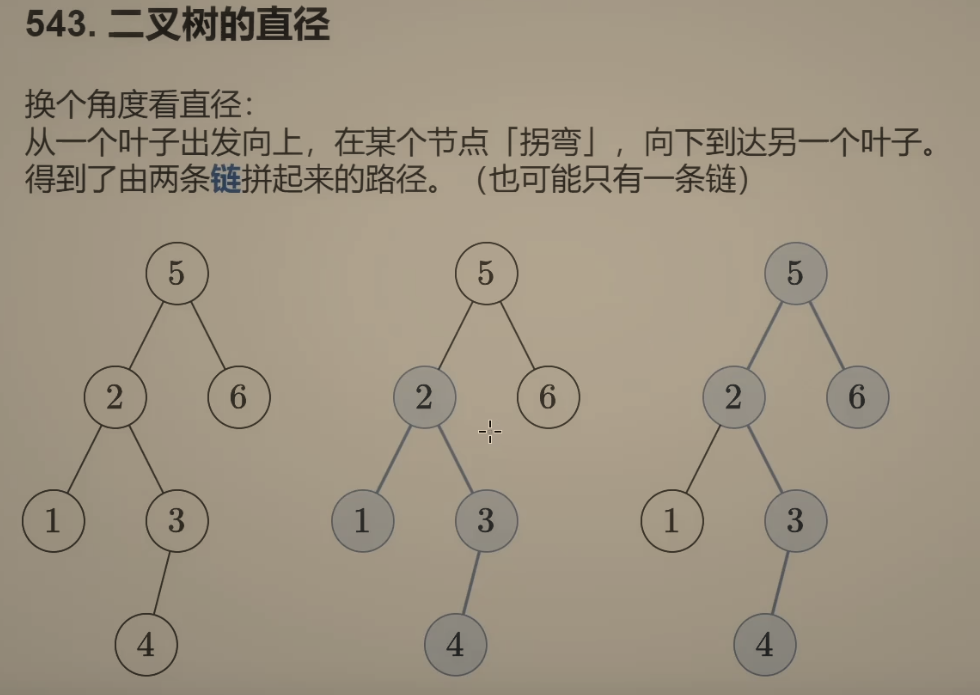 543. 二叉树的直径
换个角度看直径：
从一个叶子出发向上，在某个节点「拐弯」，向下到达另一个叶子。
得到了由两条链拼起来的路径。（也可能只有一条链）
5 5 5
2 6 2 6 2 6
1 3 1 3 1 3
4 4 4